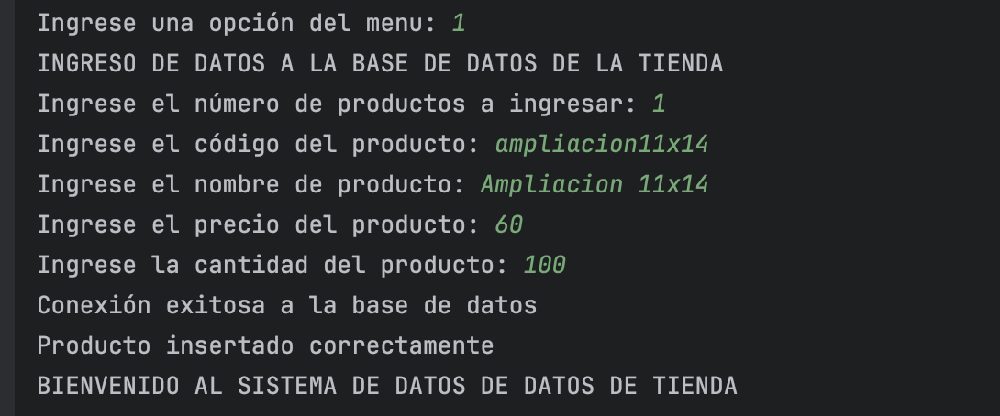 Ingrese una opción del menu: 1
INGRESO DE DATOS A LA BASE DE DATOS DE LA TIENDA
Ingrese el número de productos a ingresar: 1
Ingrese el código del producto: ampliacion11x14
Ingrese el nombre de producto: Ampliacion 11x14
Ingrese el precio del producto: 60
Ingrese la cantidad del producto: 100
Conexión exitosa a la base de datos
Producto insertado correctamente
BIENVENIDO AL SISTEMA DE DATOS DE DATOS DE TIENDA